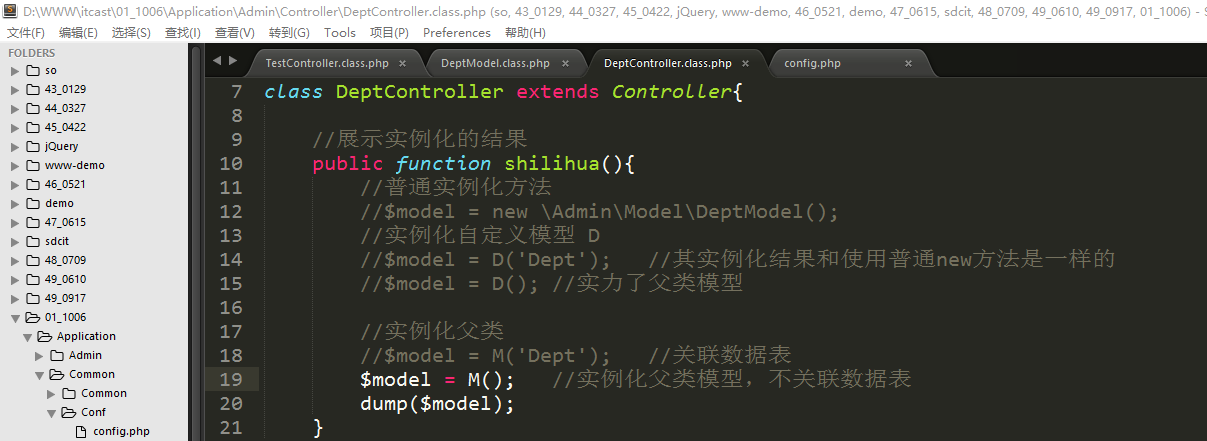 D:\WWW\itcast\01_1006\Application\Admin\Controller\DeptController.class.php (so, 43_0129, 44_0327, 45_0422, jQuery, www-demo, 46_0521, demo, 47_0615, sdcit, 48_0709, 49_0610, 49_0917, 01_1006) - S
文件(F) 编辑(E) 选择(S) 查找(I) 查看(V) 转到(G) Tools 项目(P) Preferences 帮助(H)
FOLDERS
so
43_0129
44_0327
45_0422
jQuery
www-demo
46_0521
demo
47_0615
sdcit
48_0709
49_0610
49_0917
01_1006
Application
Admin
Common
Common
Conf
config.php
TestController.class.php × DeptModel.class.php × DeptController.class.php × config.php ×
7 class DeptController extends Controller{
8
9 //展示实例化的结果
10 public function shilihua(){
11 //普通实例化方法
12 //$model = new \Admin\Model\DeptModel();
13 //实例化自定义模型 D
14 //$model = D('Dept'); //其实例化结果和使用普通new方法是一样的
15 //$model = D(); //实力了父类模型
16
17 //实例化父类
18 //$model = M('Dept'); //关联数据表
19 $model = M(); //实例化父类模型，不关联数据表
20 dump($model);
21 }